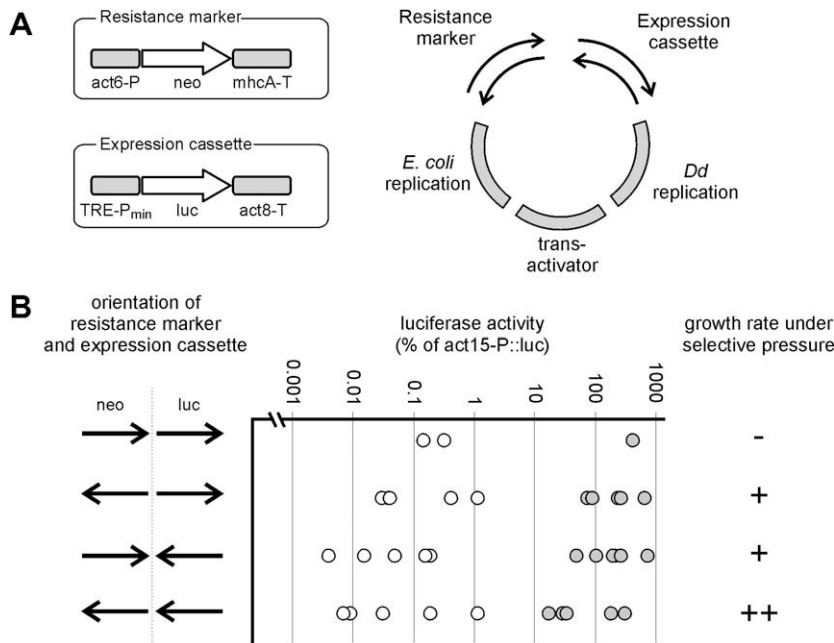 A
Resistance marker
act6-P neo mhcA-T
Expression cassette
TRE-Pmin luc act8-T
Resistance
marker
Expression
cassette
E. coli
replication
Dd
replication
trans-
activator
B
orientation of
resistance marker
and expression cassette
luciferase activity
(% of act15-P::luc)
growth rate under
selective pressure
neo luc
0.001 0.01 0.1 1 10 100 1000
-
+
+
++